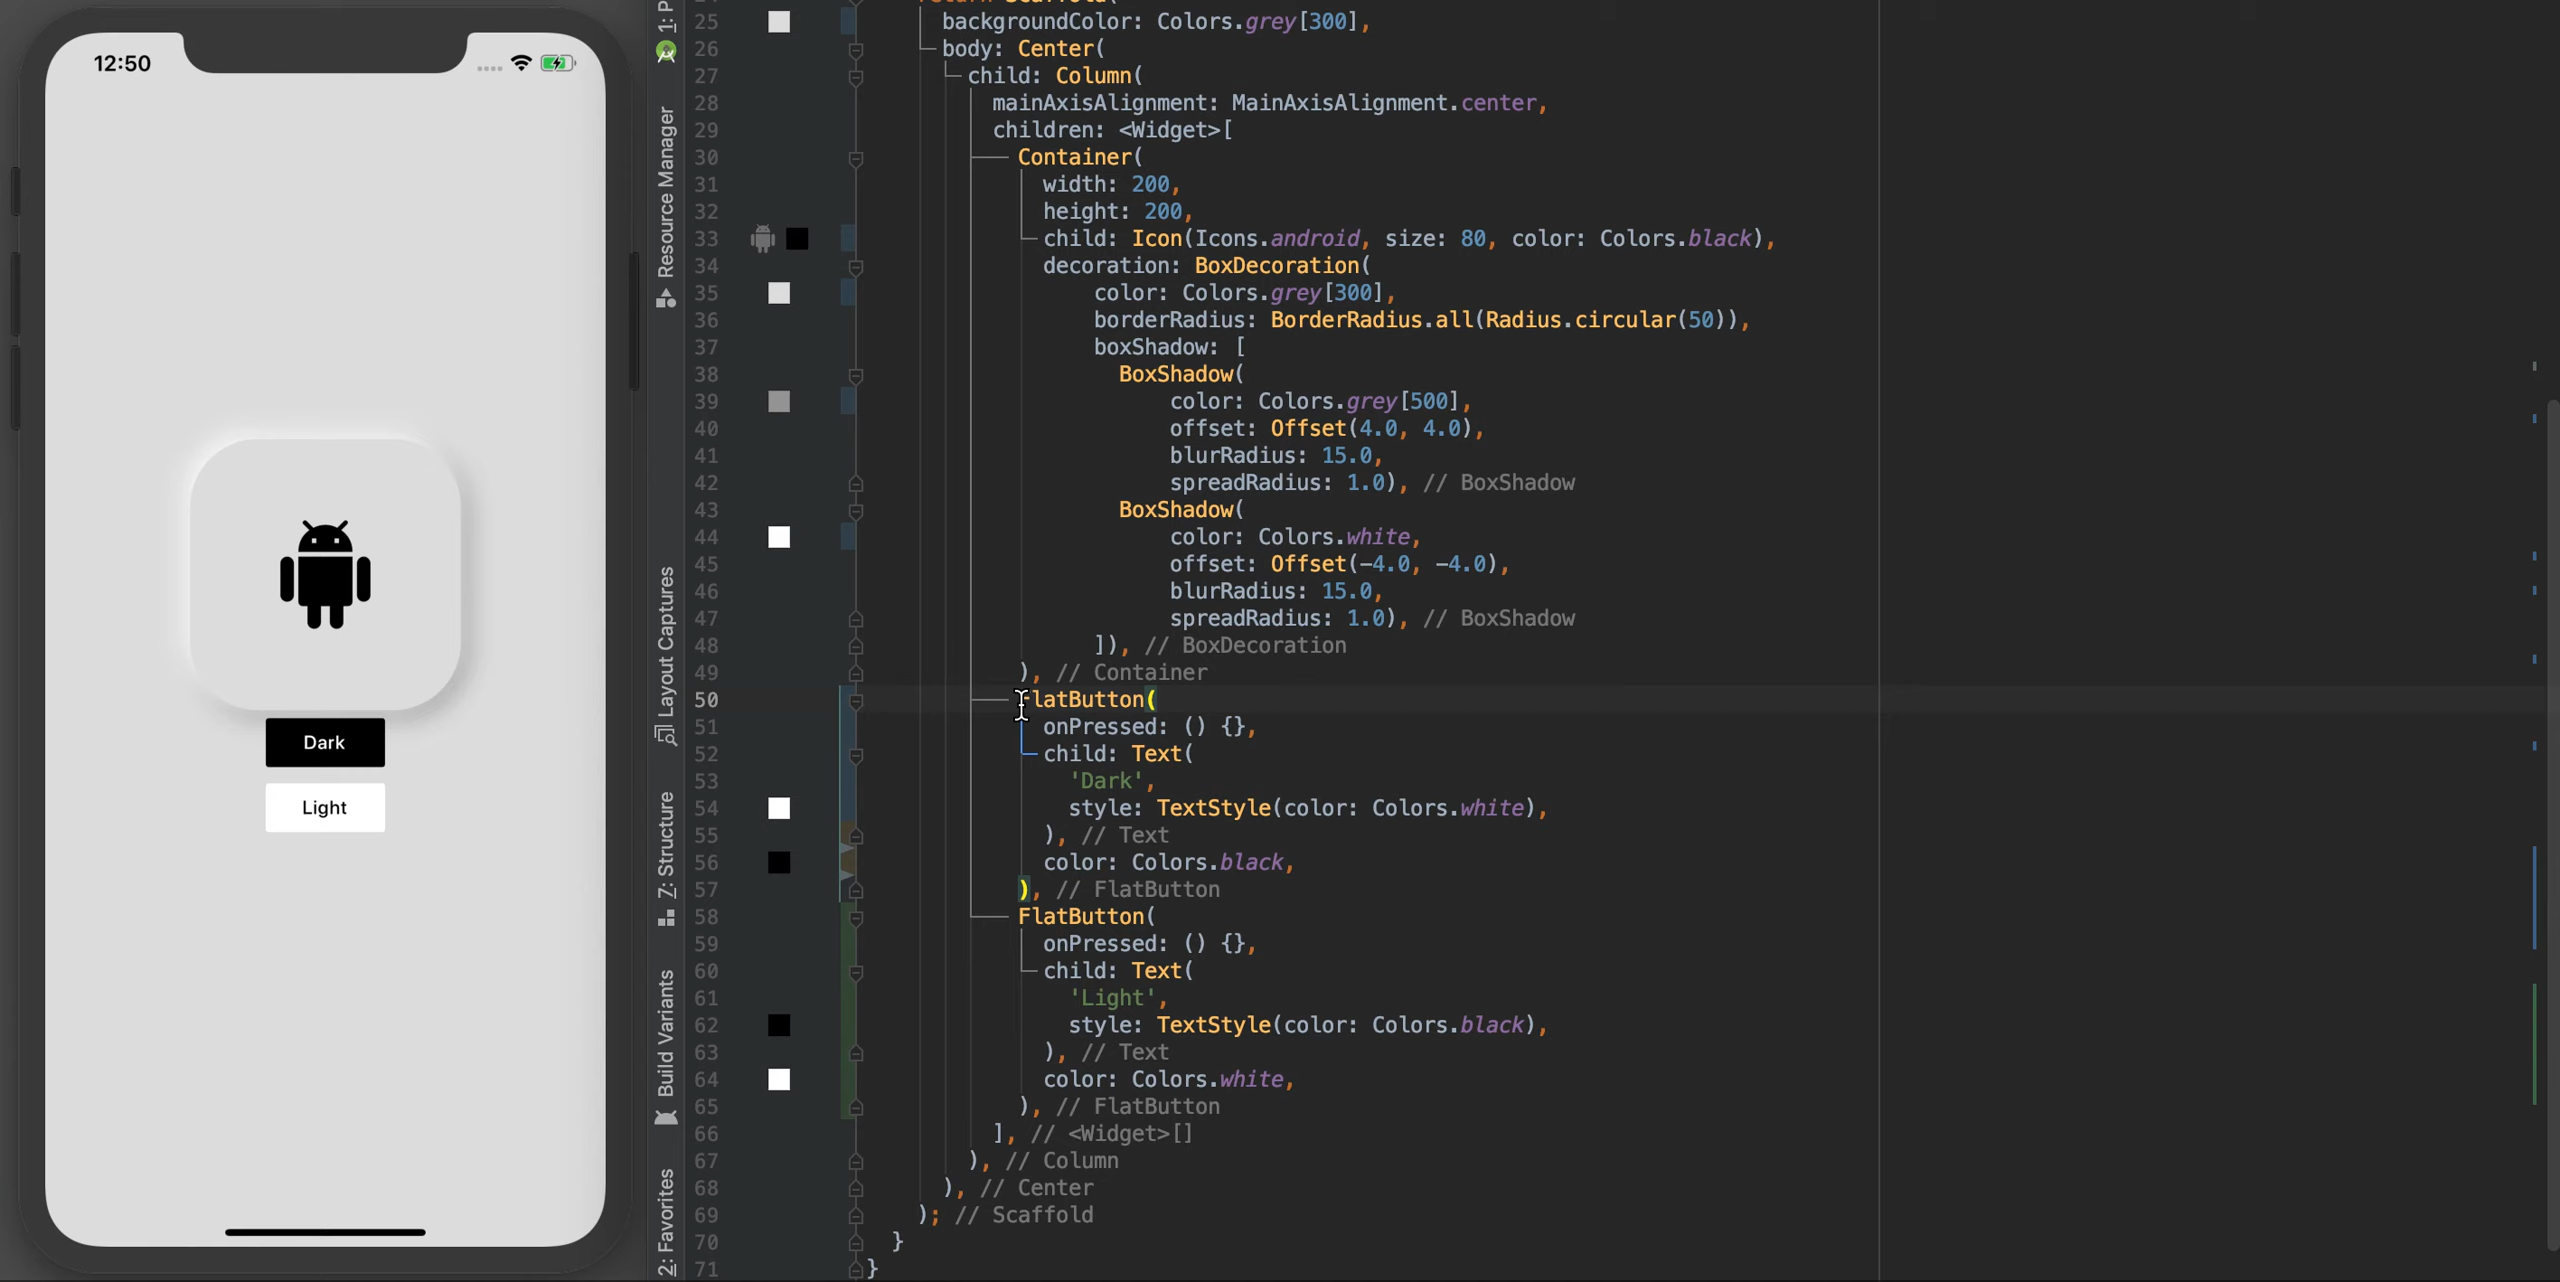 12:50
Dark
Light
1: P
Resource Manager
Layout Captures
Z: Structure
Build Variants
2: Favorites
25 backgroundColor: Colors.grey[300],
26 body: Center(
27 child: Column(
28 mainAxisAlignment: MainAxisAlignment.center,
29 children: <Widget>[
30 Container(
31 width: 200,
32 height: 200,
33 child: Icon(Icons.android, size: 80, color: Colors.black),
34 decoration: BoxDecoration(
35 color: Colors.grey[300],
36 borderRadius: BorderRadius.all(Radius.circular(50)),
37 boxShadow: [
38 BoxShadow(
39 color: Colors.grey[500],
40 offset: Offset(4.0, 4.0),
41 blurRadius: 15.0,
42 spreadRadius: 1.0), // BoxShadow
43 BoxShadow(
44 color: Colors.white,
45 offset: Offset(-4.0, -4.0),
46 blurRadius: 15.0,
47 spreadRadius: 1.0), // BoxShadow
48 ]), // BoxDecoration
49 ), // Container
50 FlatButton(
51 onPressed: () {},
52 child: Text(
53 'Dark',
54 style: TextStyle(color: Colors.white),
55 ), // Text
56 color: Colors.black,
57 ), // FlatButton
58 FlatButton(
59 onPressed: () {},
60 child: Text(
61 'Light',
62 style: TextStyle(color: Colors.black),
63 ), // Text
64 color: Colors.white,
65 ), // FlatButton
66 ], // <Widget>[]
67 ), // Column
68 ), // Center
69 ); // Scaffold
70 }
71 }